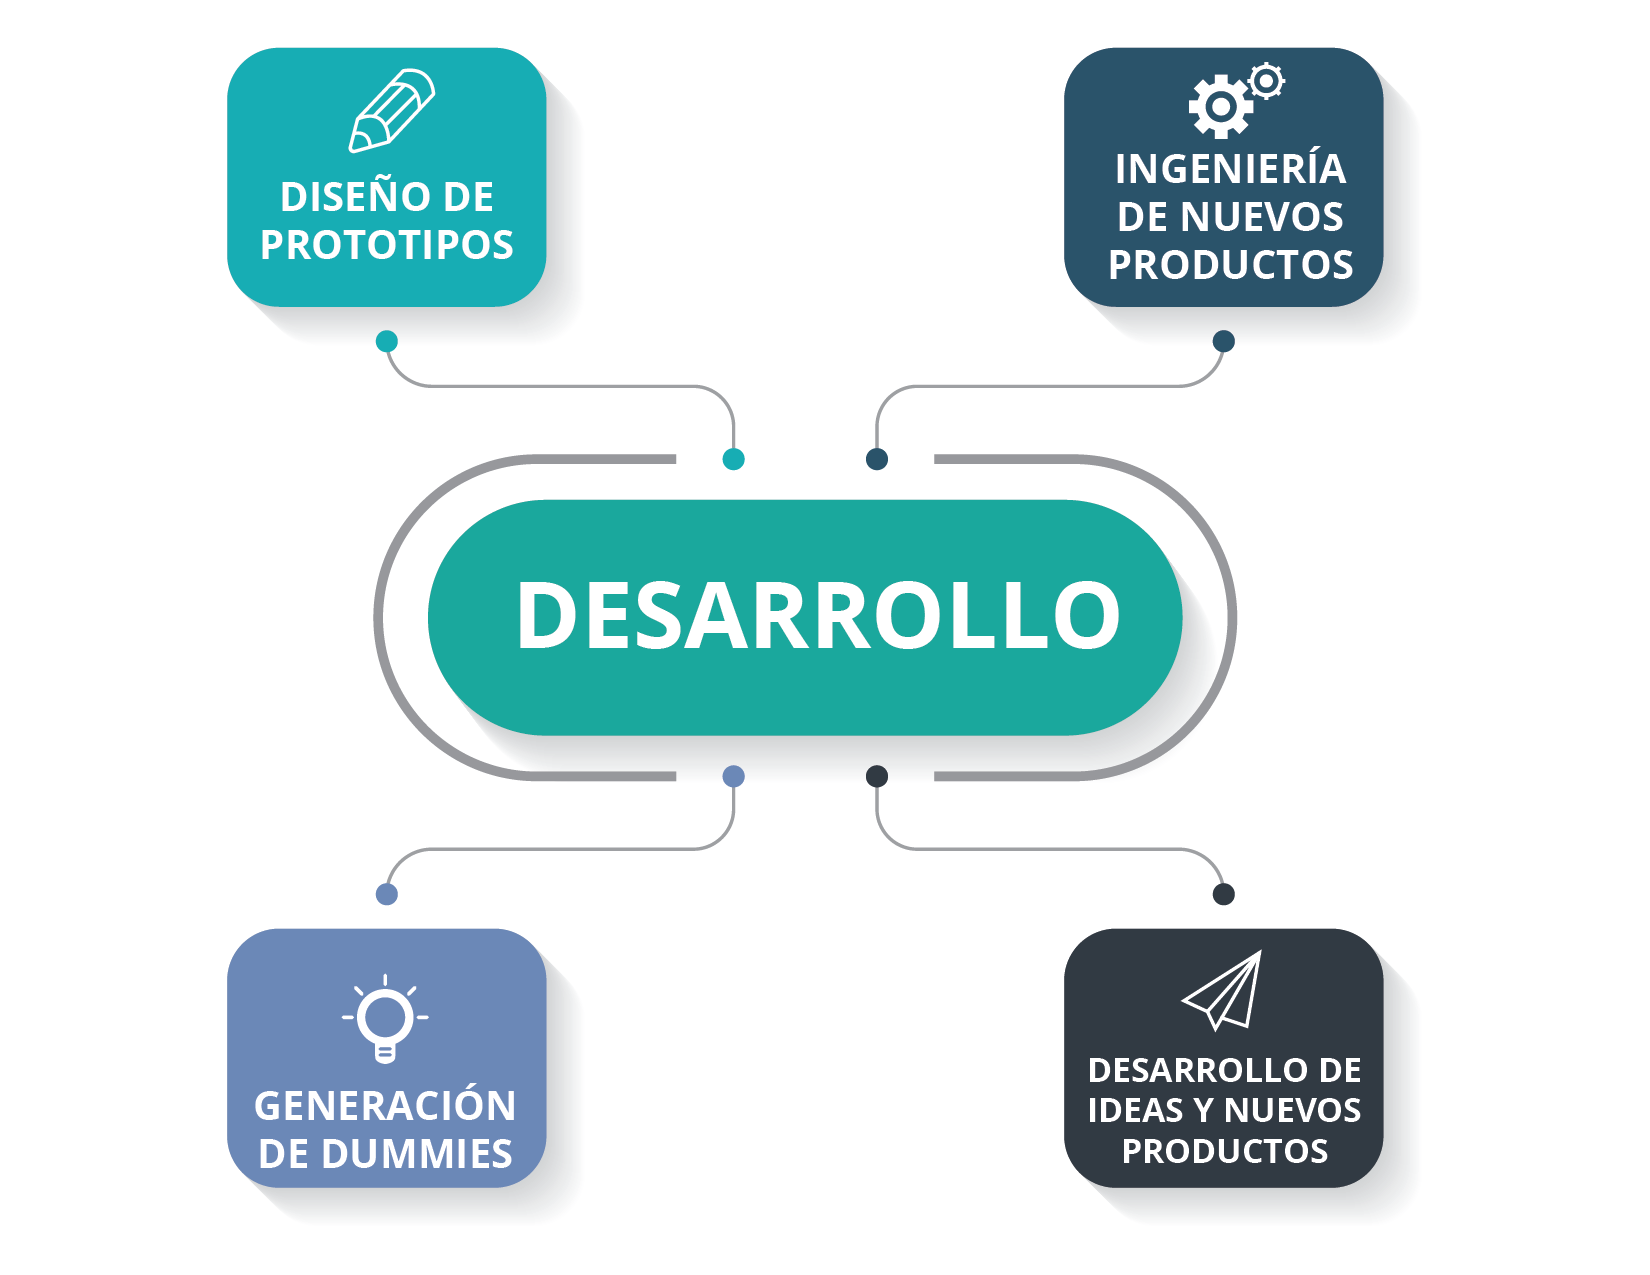 DISEÑO DE
PROTOTIPOS
INGENIERÍA
DE NUEVOS
PRODUCTOS
DESARROLLO
GENERACIÓN
DE DUMMIES
DESARROLLO DE
IDEAS Y NUEVOS
PRODUCTOS